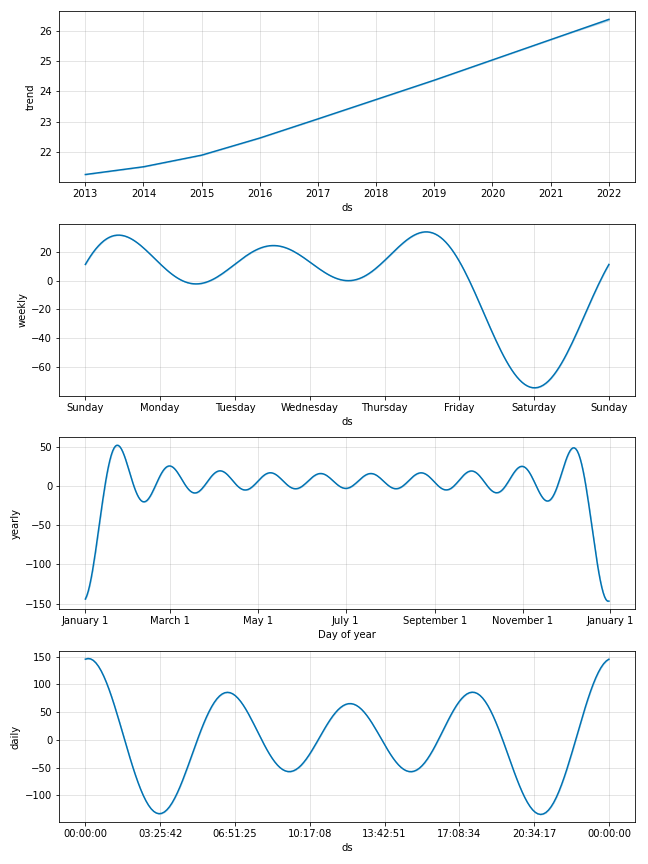 26
25
24
23
22
trend
2013 2014 2015 2016 2017 2018 2019 2020 2021 2022
ds
20
0
−20
−40
−60
weekly
Sunday Monday Tuesday Wednesday Thursday Friday Saturday Sunday
ds
50
0
−50
−100
−150
yearly
January 1 March 1 May 1 July 1 September 1 November 1 January 1
Day of year
150
100
50
0
−50
−100
daily
00:00:00 03:25:42 06:51:25 10:17:08 13:42:51 17:08:34 20:34:17 00:00:00
ds